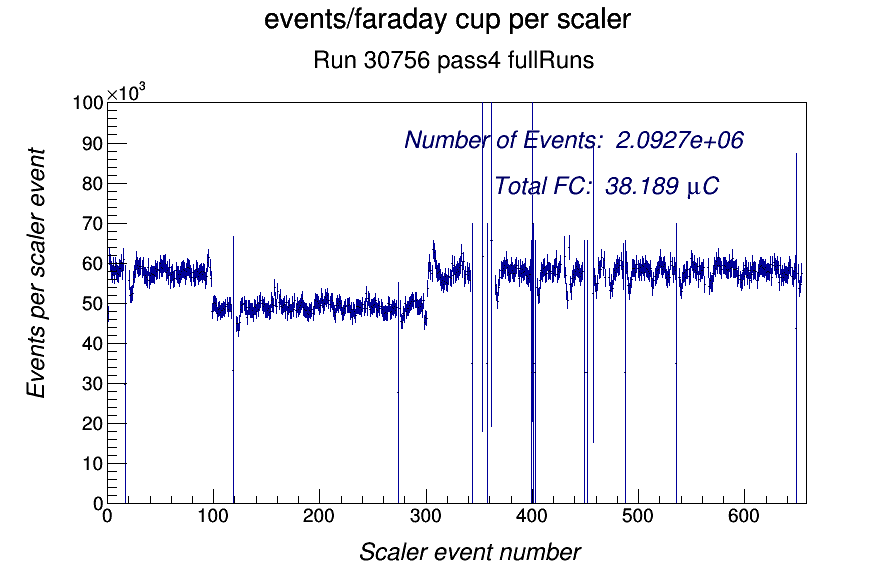 events/faraday cup per scaler
Run 30756 pass4 fullRuns
×10³
100
90
80
70
60
50
40
30
20
10
0
Events per scaler event
Number of Events: 2.0927e+06
Total FC: 38.189 μC
0 100 200 300 400 500 600
Scaler event number